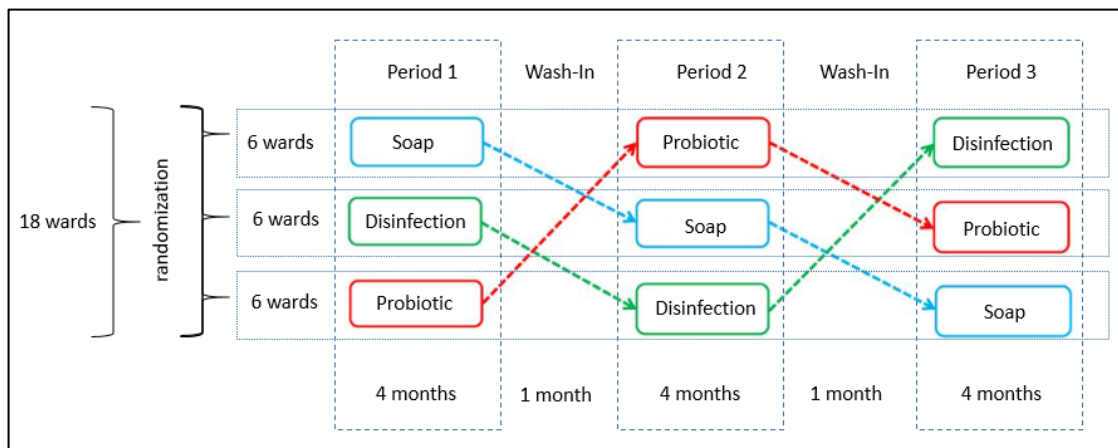 Period 1 Wash-In Period 2 Wash-In Period 3
6 wards Soap Probiotic Disinfection
18 wards randomization 6 wards Disinfection Soap Probiotic
6 wards Probiotic Disinfection Soap
4 months 1 month 4 months 1 month 4 months